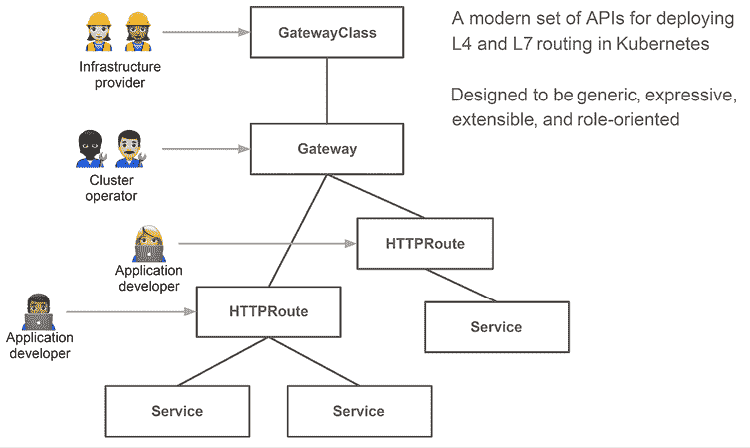 GatewayClass
A modern set of APIs for deploying
L4 and L7 routing in Kubernetes
Infrastructure
provider
Designed to be generic, expressive,
extensible, and role-oriented
Gateway
Cluster
operator
HTTPRoute
Application
developer
HTTPRoute
Service
Application
developer
Service
Service